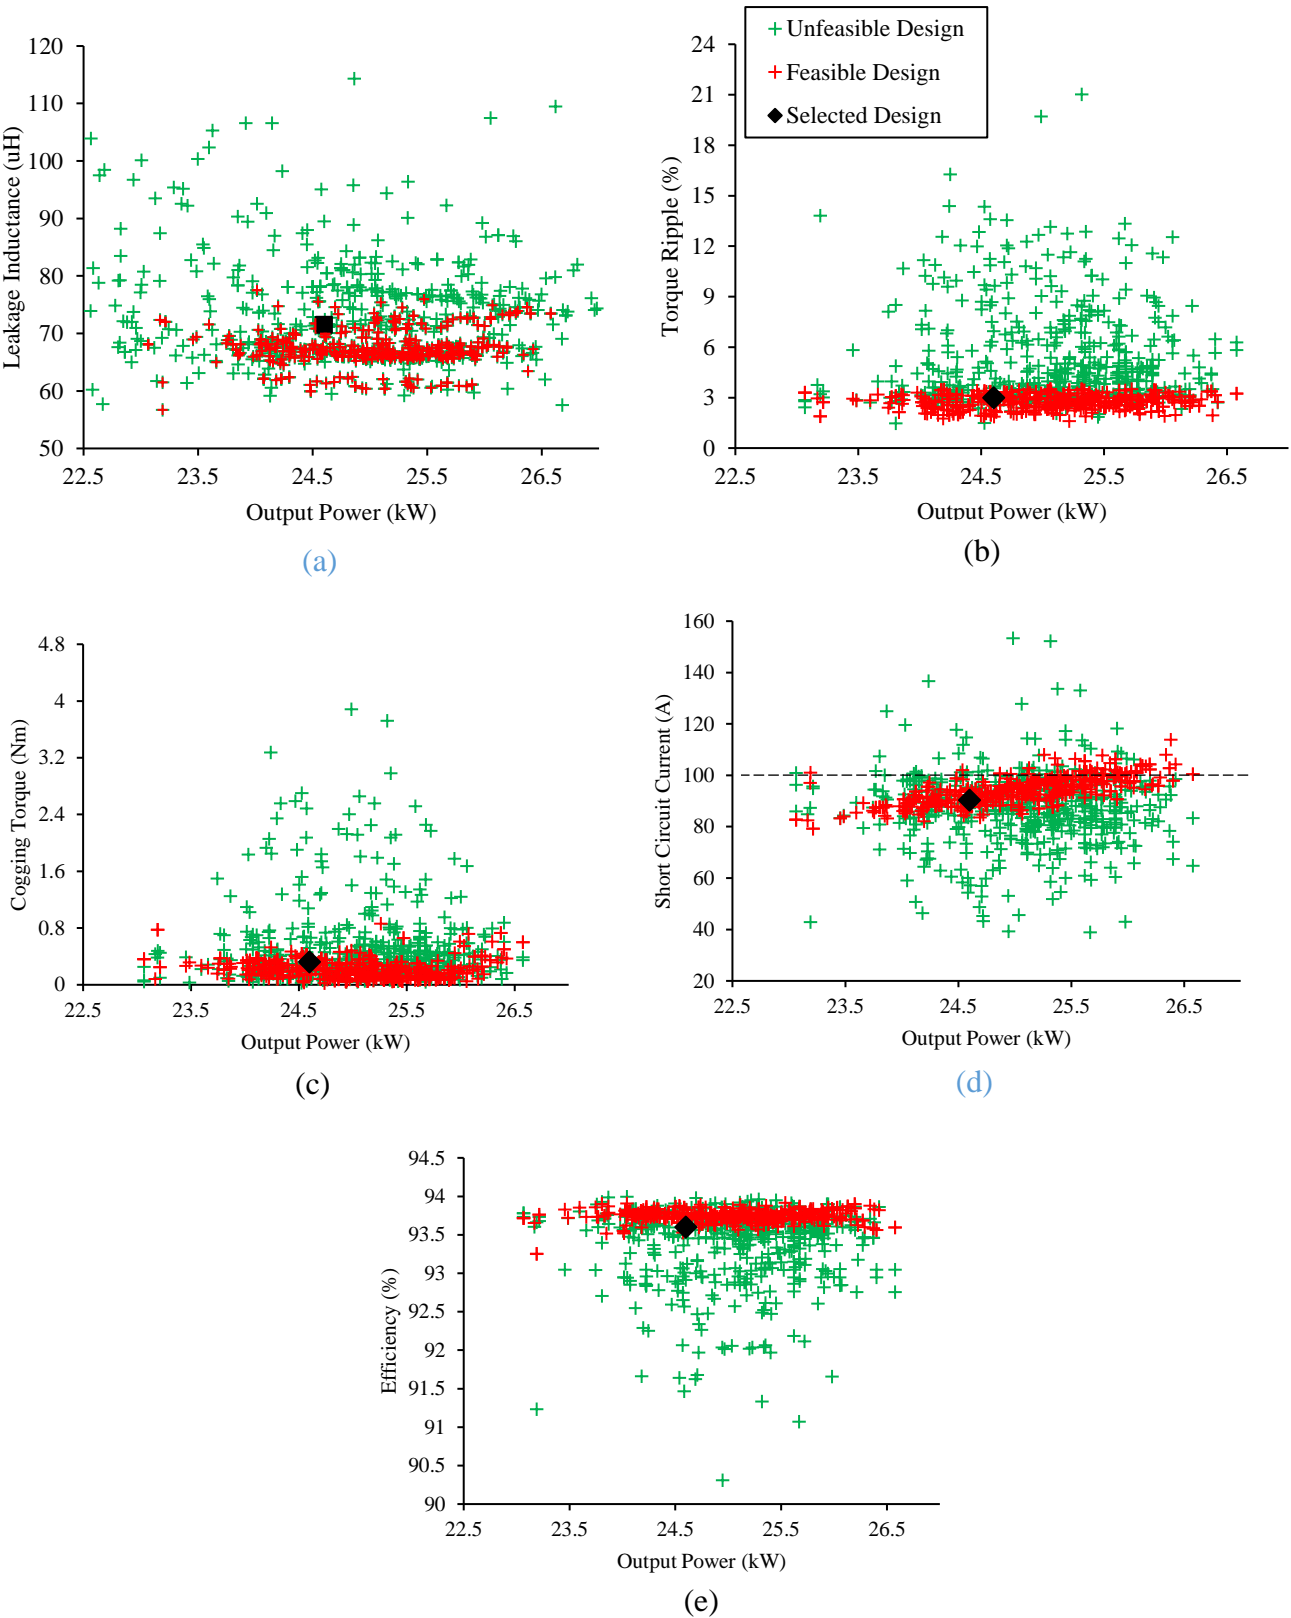 120
110
100
90
80
70
60
50
22.5 23.5 24.5 25.5 26.5
Leakage Inductance (uH)
Output Power (kW)
(a)
Unfeasible Design
Feasible Design
Selected Design
24
21
18
15
12
9
6
3
0
22.5 23.5 24.5 25.5 26.5
Torque Ripple (%)
Output Power (kW)
(b)
4.8
4
3.2
2.4
1.6
0.8
0
22.5 23.5 24.5 25.5 26.5
Cogging Torque (Nm)
Output Power (kW)
(c)
160
140
120
100
80
60
40
20
22.5 23.5 24.5 25.5 26.5
Short Circuit Current (A)
Output Power (kW)
(d)
94.5
94
93.5
93
92.5
92
91.5
91
90.5
90
22.5 23.5 24.5 25.5 26.5
Efficiency (%)
Output Power (kW)
(e)